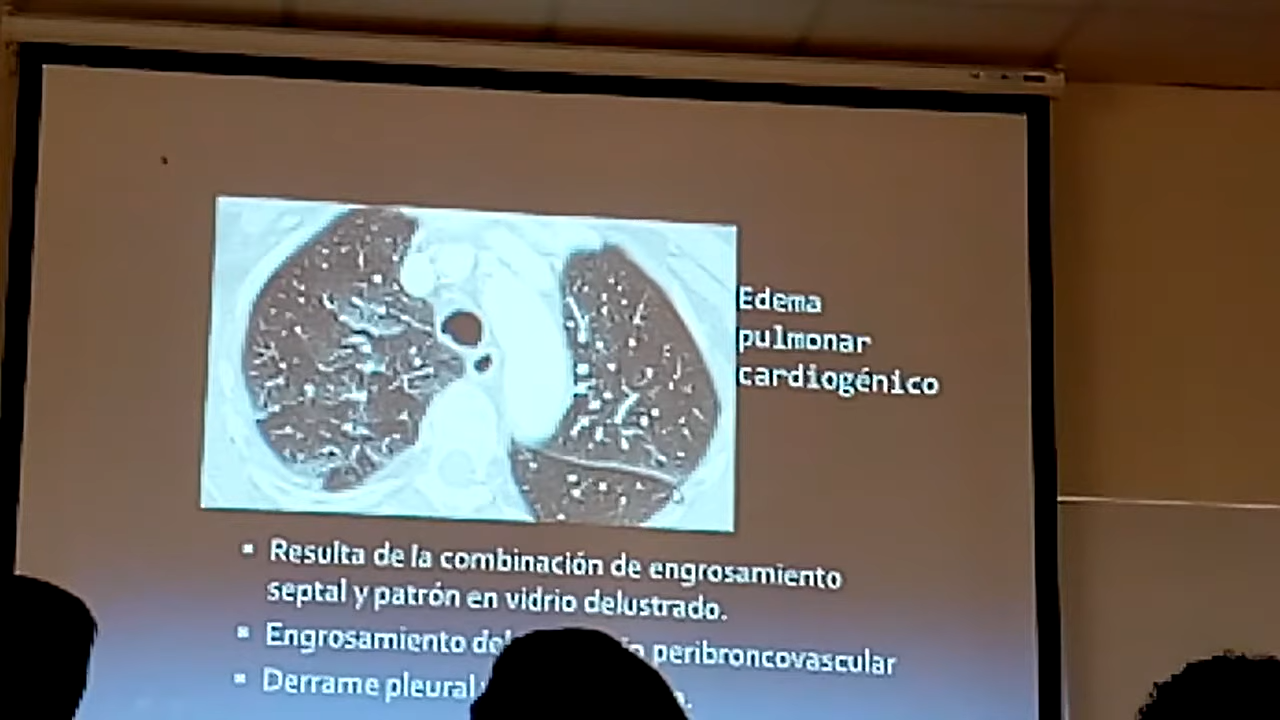 Edema
pulmonar
cardiogénico
Resulta de la combinación de engrosamiento
septal y patrón en vidrio delustrado.
Engrosamiento del peribroncovascular
Derrame pleural